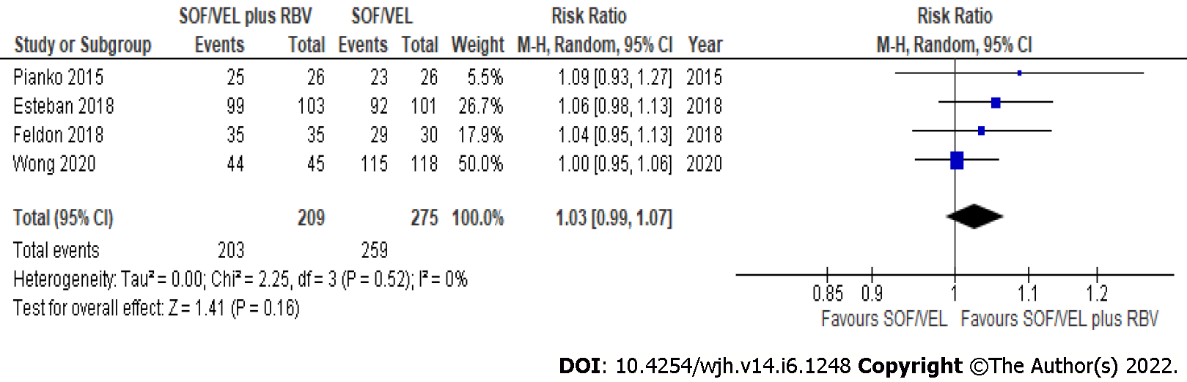 SOF/VEL plus RBV SOF/VEL Risk Ratio Risk Ratio
Study or Subgroup Events Total Events Total Weight M-H, Random, 95% CI Year M-H, Random, 95% CI
Pianko 2015 25 26 23 26 5.5% 1.09 [0.93, 1.27] 2015
Esteban 2018 99 103 92 101 26.7% 1.06 [0.98, 1.13] 2018
Feldon 2018 35 35 29 30 17.9% 1.04 [0.95, 1.13] 2018
Wong 2020 44 45 115 118 50.0% 1.00 [0.95, 1.06] 2020
Total (95% CI) 209 275 100.0% 1.03 [0.99, 1.07]
Total events 203 259
Heterogeneity: Tau² = 0.00; Chi² = 2.25, df = 3 (P = 0.52); I² = 0%
Test for overall effect: Z = 1.41 (P = 0.16)
0.85 0.9 1 1.1 1.2
Favours SOF/VEL Favours SOF/VEL plus RBV
DOI: 10.4254/wjh.v14.i6.1248 Copyright ©The Author(s) 2022.